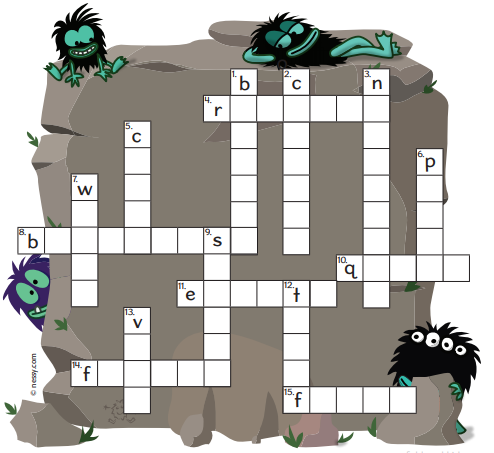 1. b
2. c
3. n
4. r
5. c
6. p
7. w
8. b
9. s
10. q
11. e
12. t
13. v
14. f
15. f
© nessy.com